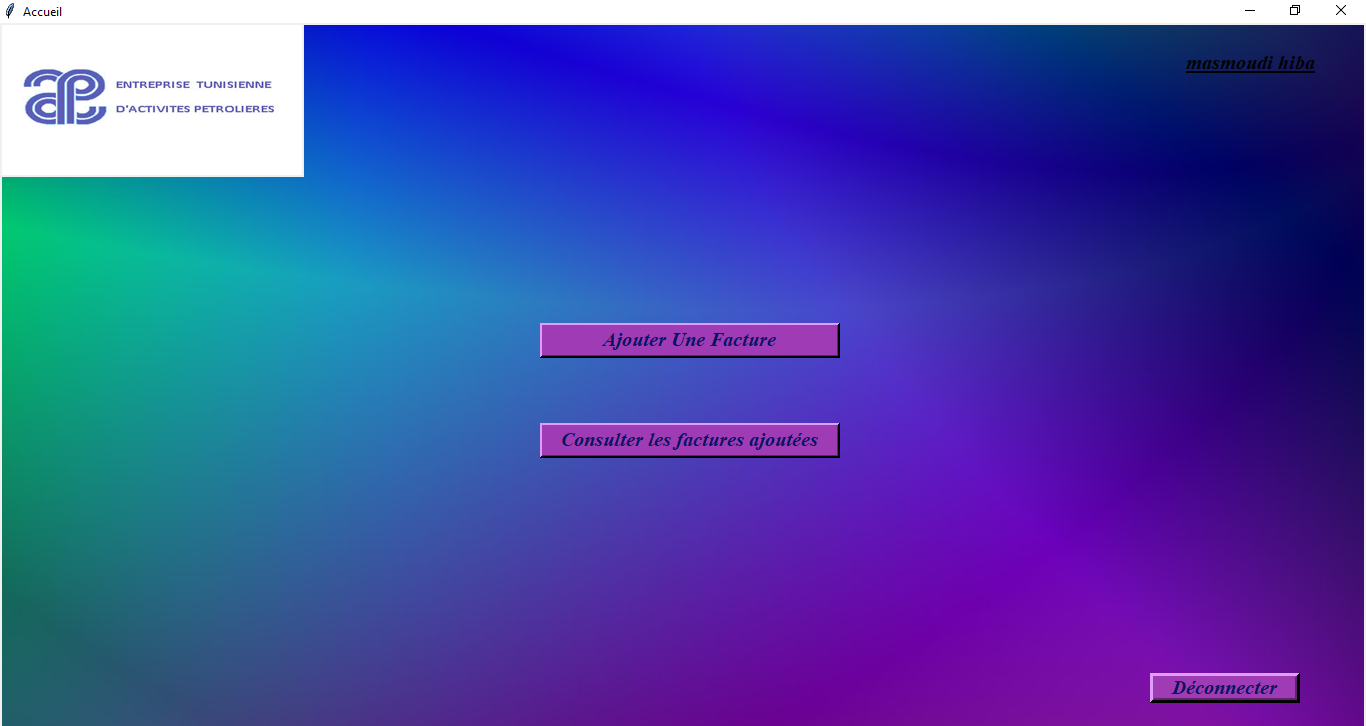 Accueil
masmoudi hiba
ENTREPRISE TUNISIENNE
D'ACTIVITES PETROLIERES
Ajouter Une Facture
Consulter les factures ajoutées
Déconnecter